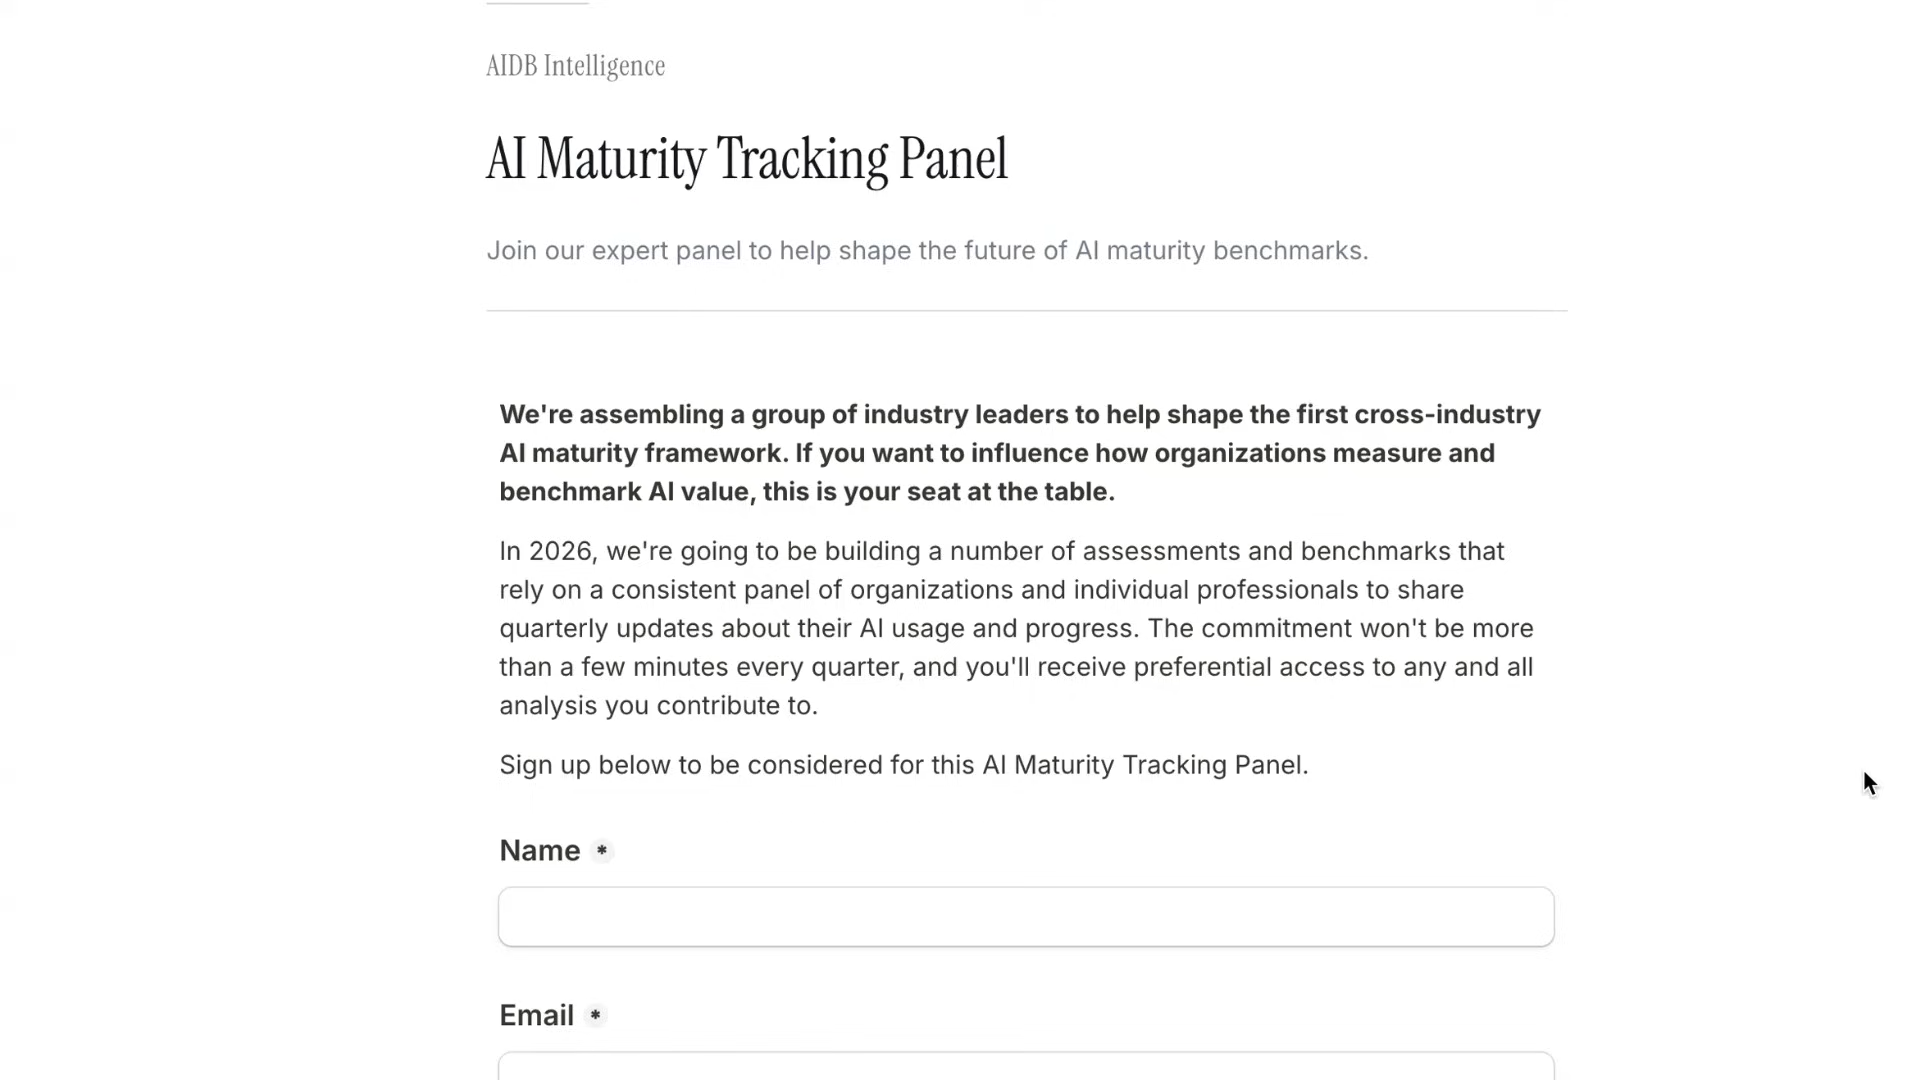 AIDB Intelligence
AI Maturity Tracking Panel
Join our expert panel to help shape the future of AI maturity benchmarks.
We're assembling a group of industry leaders to help shape the first cross-industry
AI maturity framework. If you want to influence how organizations measure and
benchmark AI value, this is your seat at the table.
In 2026, we're going to be building a number of assessments and benchmarks that
rely on a consistent panel of organizations and individual professionals to share
quarterly updates about their AI usage and progress. The commitment won't be more
than a few minutes every quarter, and you'll receive preferential access to any and all
analysis you contribute to.
Sign up below to be considered for this AI Maturity Tracking Panel.
Name *
Email *